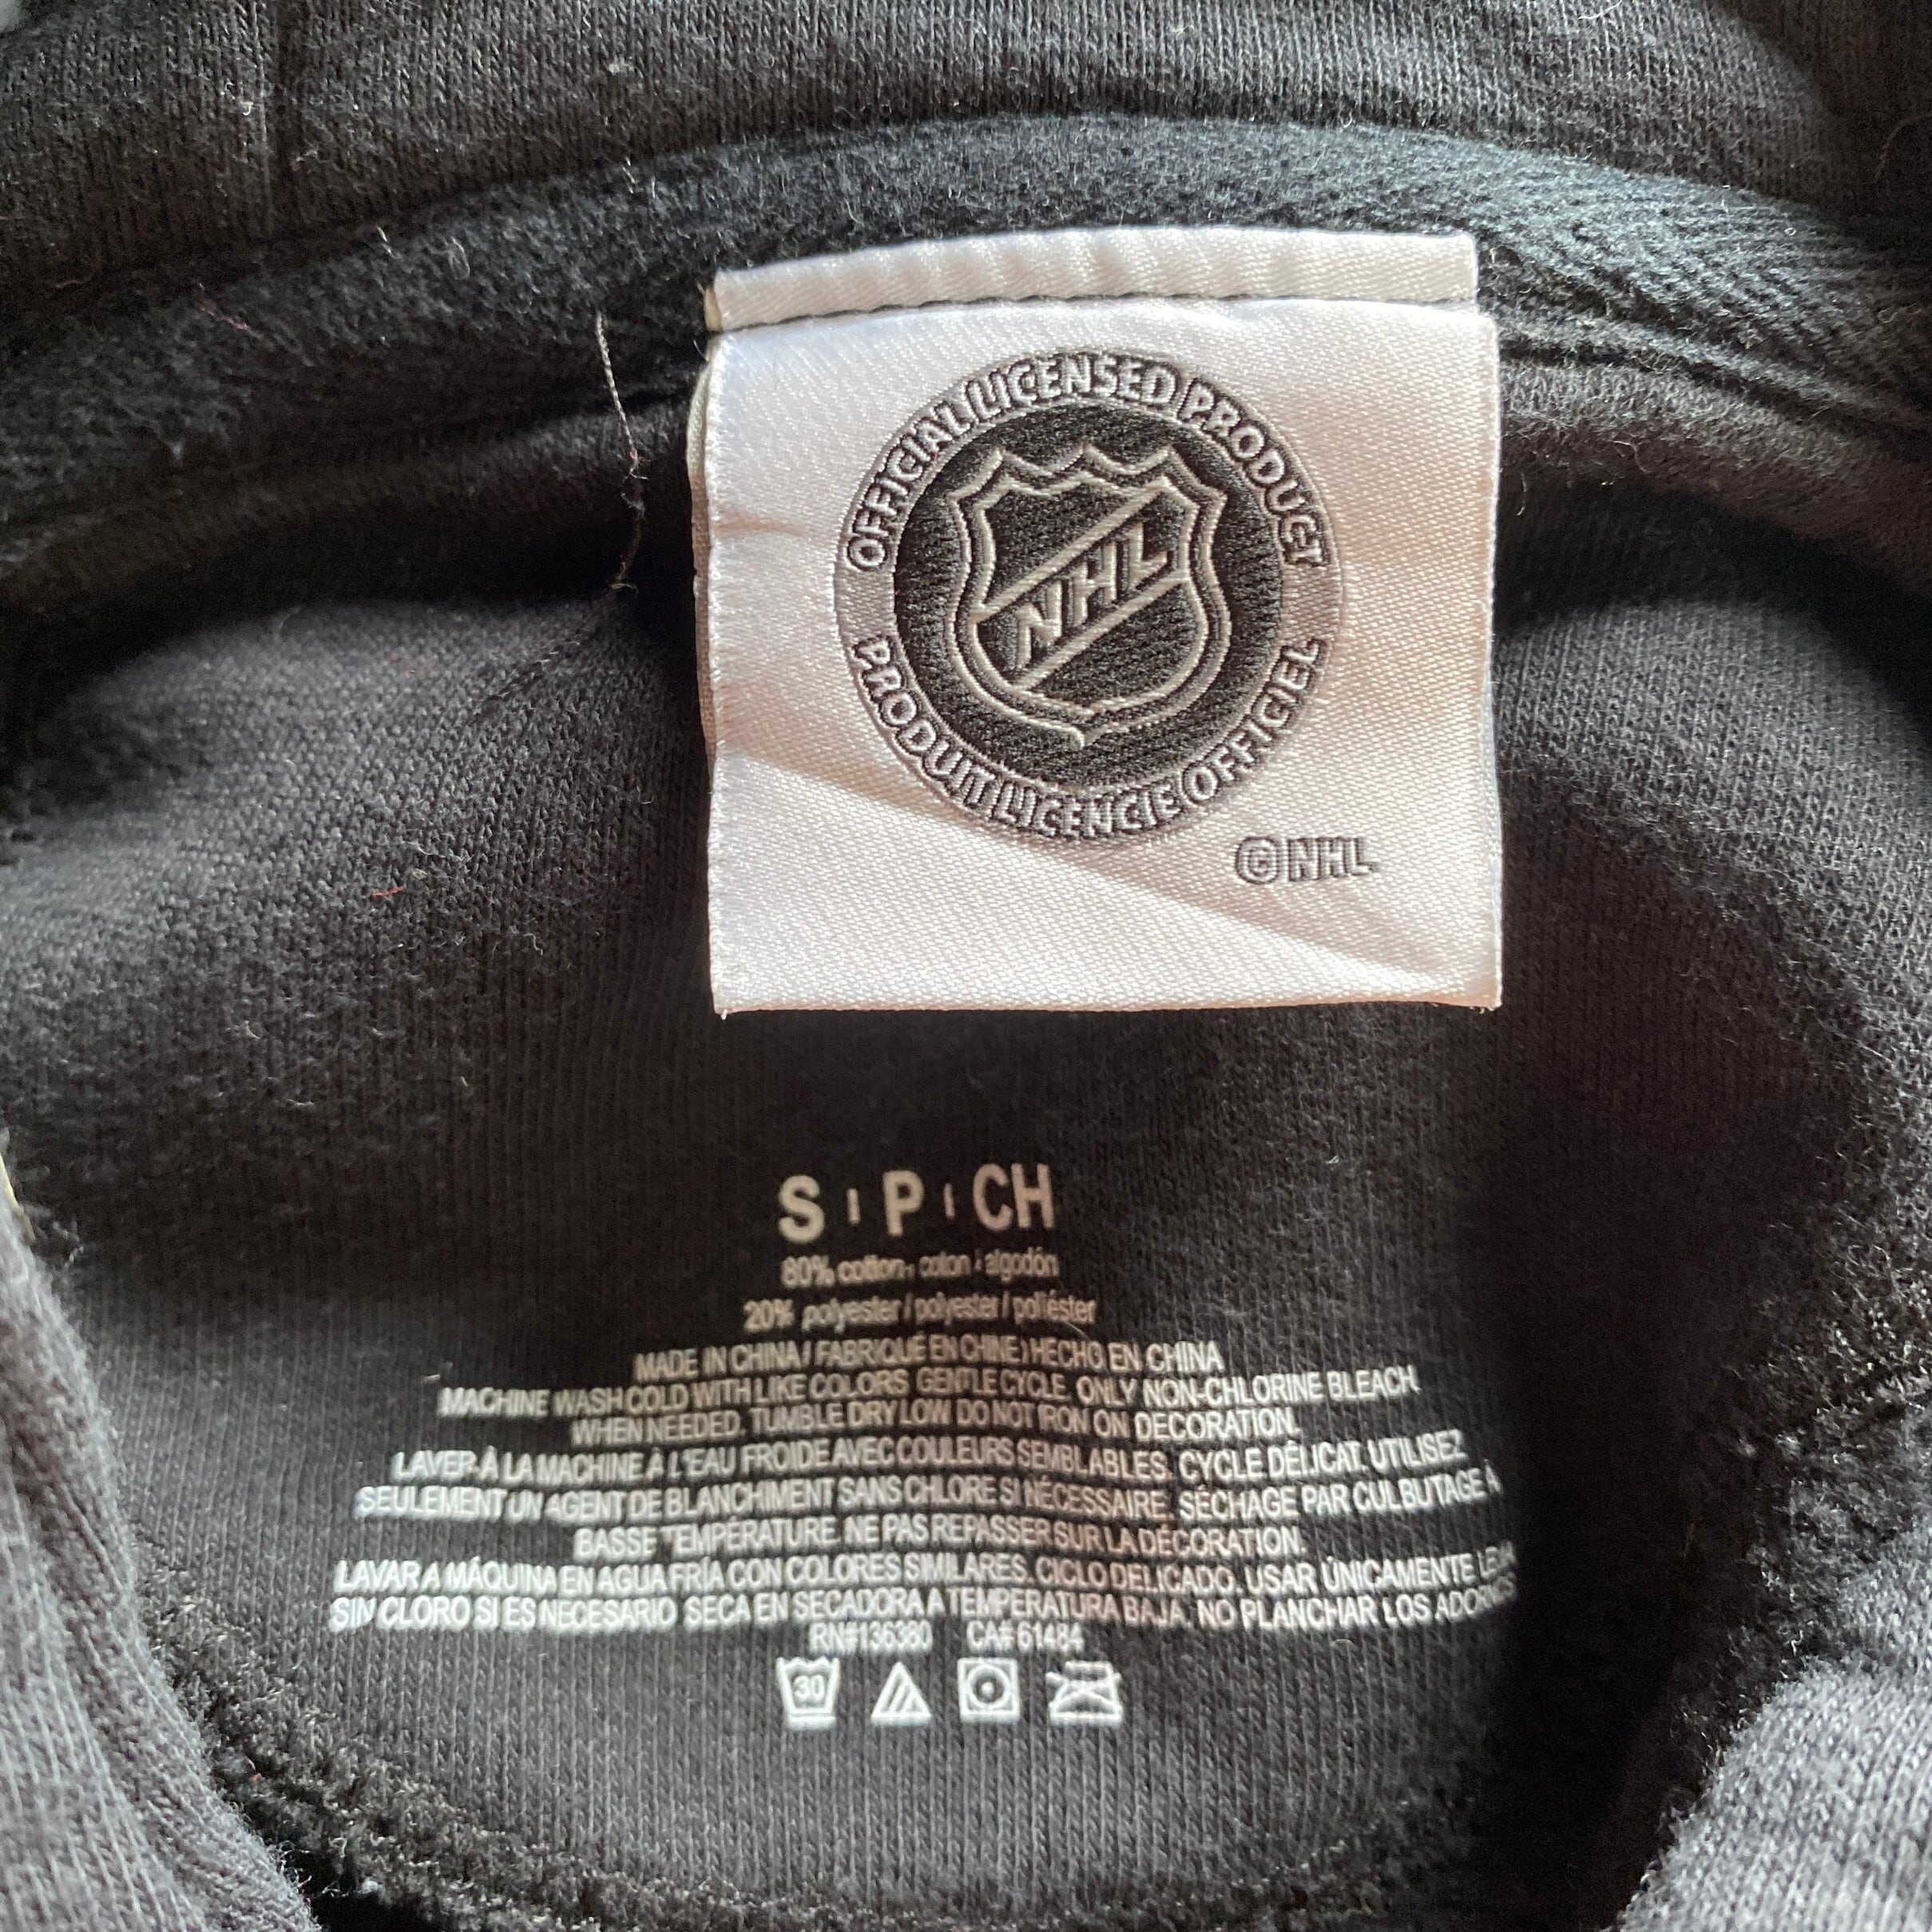 OFFICIAL LICENSED PRODUCT
NHL
PRODUIT LICENCIÉ OFFICIEL
©NHL
S | P | CH
80% cotton / coton / algodón
20% polyester / polyester / poliéster
MADE IN CHINA / FABRIQUÉ EN CHINE / HECHO EN CHINA
MACHINE WASH COLD WITH LIKE COLORS. GENTLE CYCLE. ONLY NON-CHLORINE BLEACH
WHEN NEEDED. TUMBLE DRY LOW. DO NOT IRON ON DECORATION.
LAVER À LA MACHINE À L'EAU FROIDE AVEC COULEURS SEMBLABLES. CYCLE DÉLICAT. UTILISEZ
SEULEMENT UN AGENT DE BLANCHIMENT SANS CHLORE SI NÉCESSAIRE. SÉCHAGE PAR CULBUTAGE À
BASSE TEMPÉRATURE. NE PAS REPASSER SUR LA DÉCORATION.
LAVAR A MÁQUINA EN AGUA FRÍA CON COLORES SIMILARES. CICLO DELICADO. USAR ÚNICAMENTE
SIN CLORO SI ES NECESARIO. SECA EN SECADORA A TEMPERATURA BAJA. NO PLANCHAR LOS ADORNOS
RN#136380 CA# 61484
30